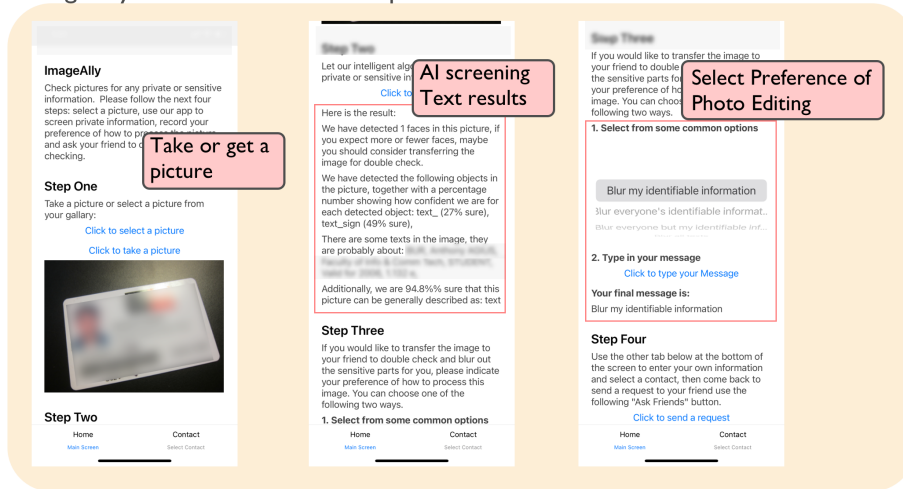 ImageAlly
Check pictures for any private or sensitive
information. Please follow the next four
steps: select a picture, use our app to
screen private information, record your
preference of how to process the picture
and ask your friend to
checking.
Take or get a
picture
Step One
Take a picture or select a picture from
your gallary:
Click to select a picture
Click to take a picture
Step Two
Home
Contact
Main Screen
Select Contact
Step Two
Let our intelligent
private or sensitive
Click to
AI screening
Text results
Here is the result:
We have detected 1 faces in this picture, if
you expect more or fewer faces, maybe
you should consider transferring the
image for double check.
We have detected the following objects in
the picture, together with a percentage
number showing how confident we are for
each detected object: text_ (27% sure),
text_sign (49% sure),
There are some texts in the image, they
are probably about:
Additionally, we are 94.8%% sure that this
picture can be generally described as: text
Step Three
If you would like to transfer the image to
your friend to double check and blur out
the sensitive parts for you, please indicate
your preference of how to process this
image. You can choose one of the
following two ways.
1. Select from some common options
Home
Contact
Main Screen
Select Contact
Step Three
If you would like to transfer the image to
your friend to double
the sensitive parts for
your preference of
image. You can
following two ways.
Select Preference of
Photo Editing
1. Select from some common options
Blur my identifiable information
Blur everyone's identifiable informat..
Blur everyone but my identifiable inf...
2. Type in your message
Click to type your Message
Your final message is:
Blur my identifiable information
Step Four
Use the other tab below at the bottom of
the screen to enter your own information
and select a contact, then come back to
send a request to your friend use the
following "Ask Friends" button.
Click to send a request
Home
Contact
Main Screen
Select Contact